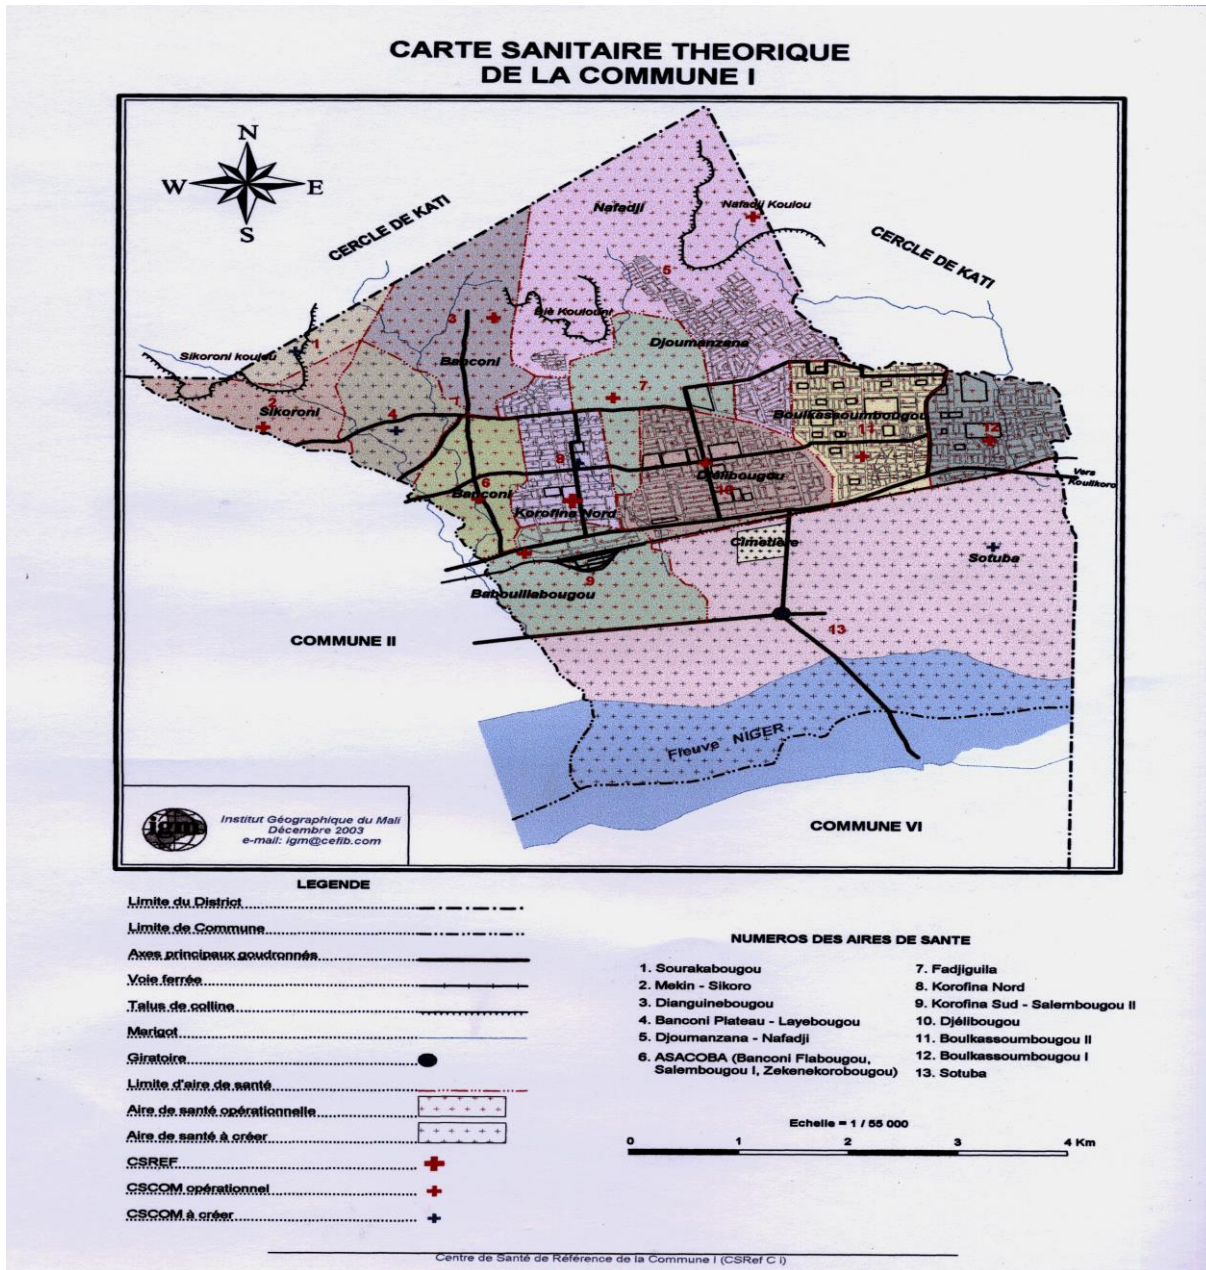 CARTE SANITAIRE THEORIQUE
DE LA COMMUNE I
N
W
E
S
CERCLE DE KATI
CERCLE DE KATI
Nafadji
Nafadji Koulou
5
3
Djè Koulouni
1
Sikoroni koulou
Banconi
Djoumanzana
7
2
Sikoroni
4
Boulkassoumbougou
11
12
8
6
Banconi
Djélibougou
10
Vers
Koulikoro
Korofina Nord
Cimetière
Sotuba
9
Babouillabougou
13
COMMUNE II
Fleuve NIGER
COMMUNE VI
igm
Institut Géographique du Mali
Décembre 2003
e-mail: igm@cefib.com
LEGENDE
Limite du District
Limite de Commune
Axes principaux goudronnés
Voie ferrée
Talus de colline
Marigot
Giratoire
Limite d'aire de santé
Aire de santé opérationnelle
Aire de santé à créer
CSREF
CSCOM opérationnel
CSCOM à créer
NUMEROS DES AIRES DE SANTE
1. Sourakabougou
2. Mekin - Sikoro
3. Dianguinebougou
4. Banconi Plateau - Layebougou
5. Djoumanzana - Nafadji
6. ASACOBA (Banconi Flabougou,
Salembougou I, Zekenekorobougou)
7. Fadjiguila
8. Korofina Nord
9. Korofina Sud - Salembougou II
10. Djélibougou
11. Boulkassoumbougou II
12. Boulkassoumbougou I
13. Sotuba
Echelle = 1 / 55 000
0 1 2 3 4 Km
Centre de Santé de Référence de la Commune I (CSRef C i)